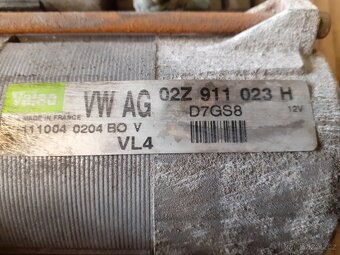 Valeo
VW AG 02Z 911 023 H
MADE IN FRANCE D7GS8 12V
111004 0204 BO V
VL4